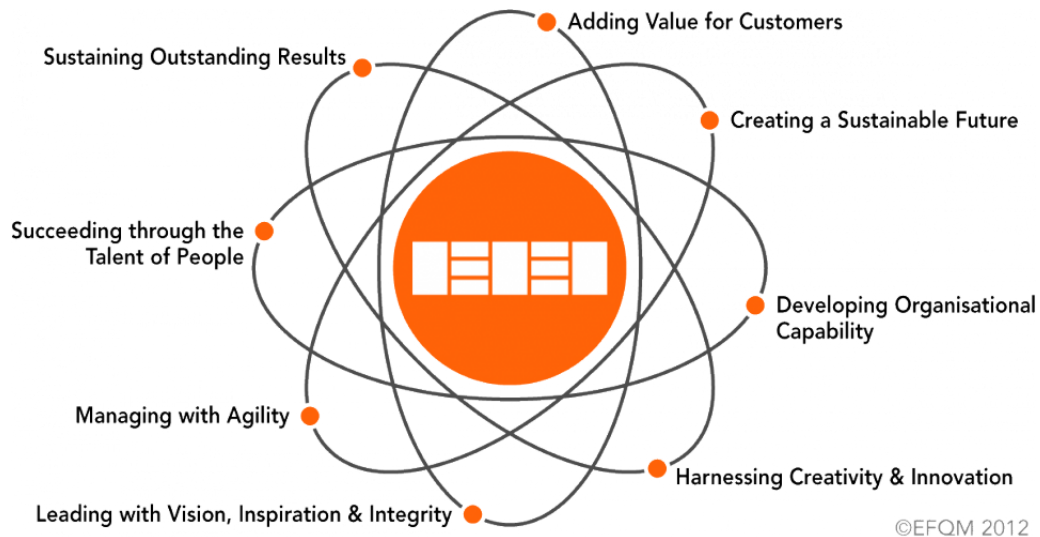 Adding Value for Customers
Sustaining Outstanding Results
Creating a Sustainable Future
Succeeding through the
Talent of People
Developing Organisational
Capability
Managing with Agility
Harnessing Creativity & Innovation
Leading with Vision, Inspiration & Integrity
©EFQM 2012